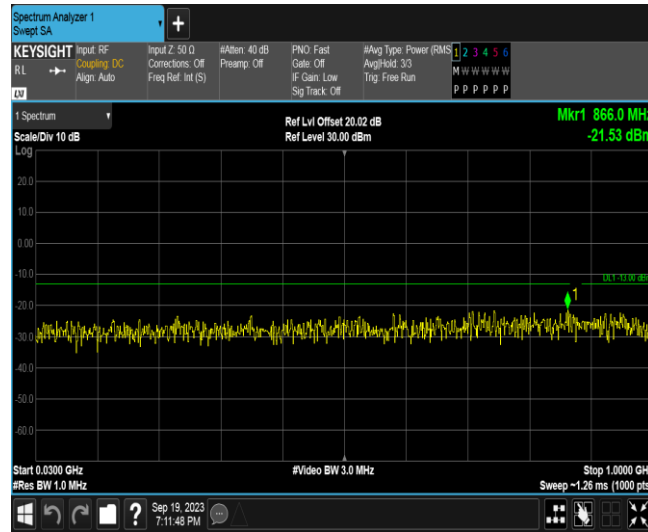 Spectrum Analyzer 1
Swept SA
+
KEYSIGHT
RL
LXI
Input: RF
Coupling: DC
Align: Auto
Input Z: 50 Ω
Corrections: Off
Freq Ref: Int (S)
#Atten: 40 dB
Preamp: Off
PNO: Fast
Gate: Off
IF Gain: Low
Sig Track: Off
#Avg Type: Power (RMS
Avg|Hold: 3/3
Trig: Free Run
1 2 3 4 5 6
M W W W W W
P P P P P P
1 Spectrum
Scale/Div 10 dB
Ref Lvl Offset 20.02 dB
Ref Level 30.00 dBm
Mkr1 866.0 MHz
-21.53 dBm
Log
20.0
10.0
0.00
-10.0
DL1 -13.00 dBm
1
-20.0
-30.0
-40.0
-50.0
-60.0
Start 0.0300 GHz
#Res BW 1.0 MHz
#Video BW 3.0 MHz
Stop 1.0000 GHz
Sweep ~1.26 ms (1000 pts
?
Sep 19, 2023
7:11:48 PM